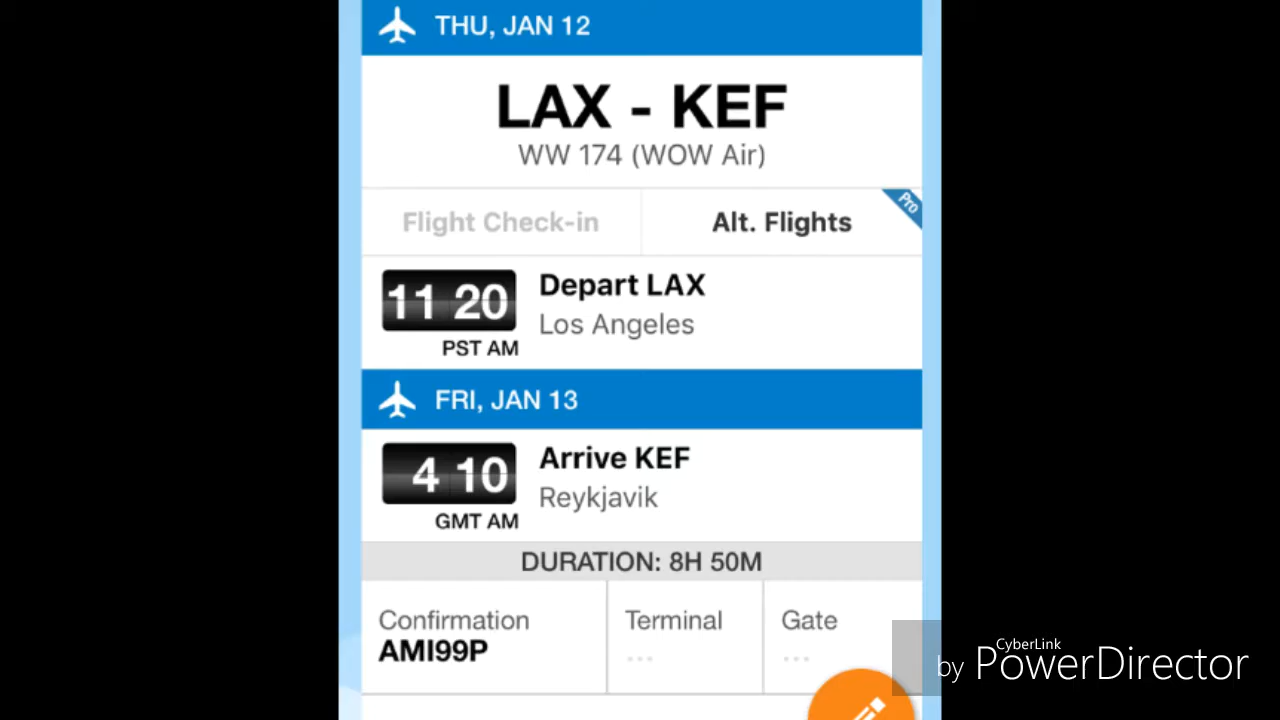 THU, JAN 12
LAX - KEF
WW 174 (WOW Air)
Flight Check-in
Alt. Flights
Pro
11 20
PST AM
Depart LAX
Los Angeles
FRI, JAN 13
4 10
GMT AM
Arrive KEF
Reykjavik
DURATION: 8H 50M
Confirmation
AMI99P
Terminal
---
Gate
---
CyberLink
by PowerDirector